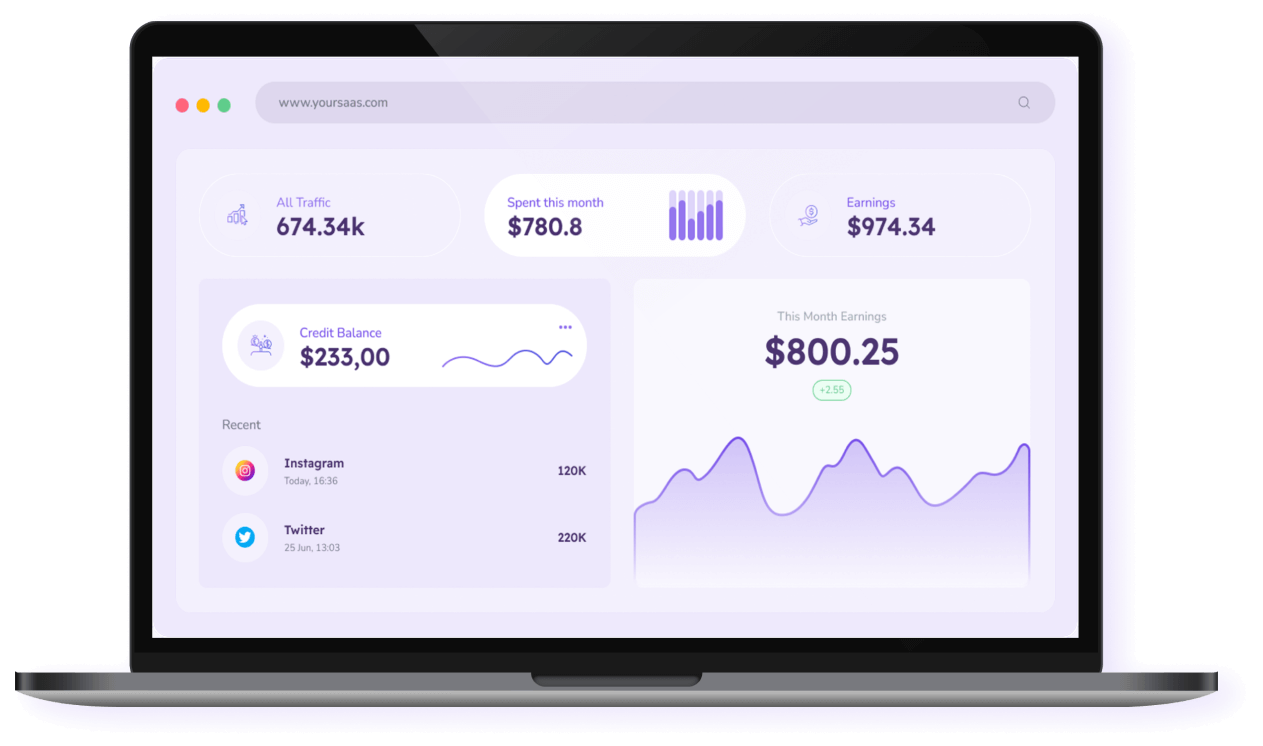 www.yoursaas.com
All Traffic
674.34k
Spent this month
$780.8
Earnings
$974.34
Credit Balance
$233,00
Recent
Instagram
120K
Today, 16:36
Twitter
220K
25 Jun, 13:03
This Month Earnings
$800.25
+2.55